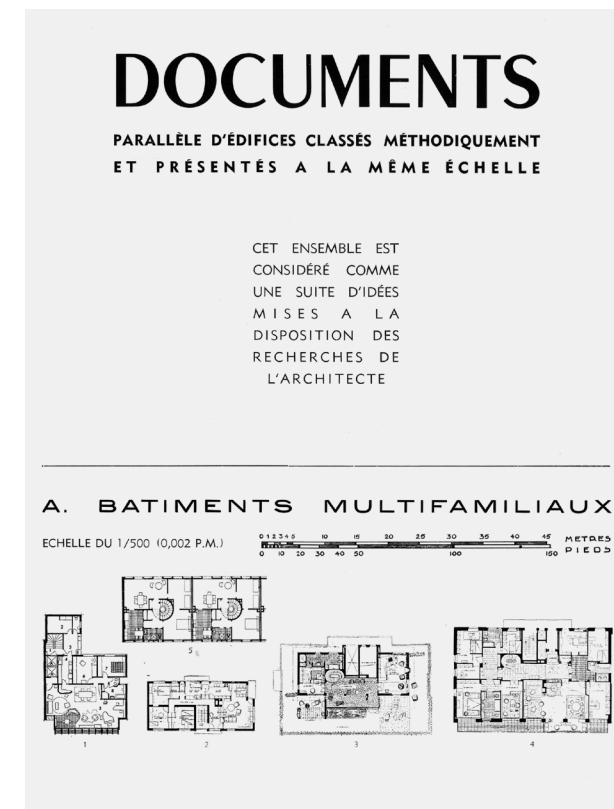 DOCUMENTS
PARALLÈLE D'ÉDIFICES CLASSÉS MÉTHODIQUEMENT
ET PRÉSENTÉS A LA MÊME ÉCHELLE
CET ENSEMBLE EST
CONSIDÉRÉ COMME
UNE SUITE D'IDÉES
MISES A LA
DISPOSITION DES
RECHERCHES DE
L'ARCHITECTE
A. BATIMENTS MULTIFAMILIAUX
ECHELLE DU 1/500 (0,002 P.M.)
0 1 2 3 4 5 10 15 20 25 30 35 40 45 METRES
0 10 20 30 40 50 100 150 PIEDS
5
1 2 3 4